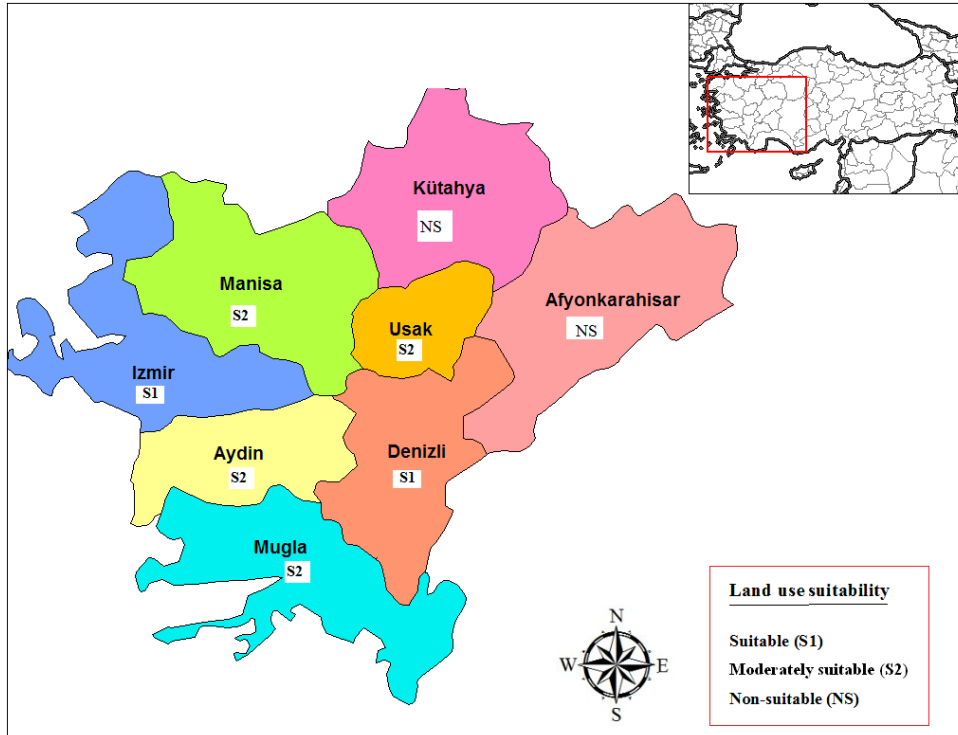 Kütahya
NS
Manisa
S2
Afyonkarahisar
NS
Usak
S2
Izmir
S1
Aydin
S2
Denizli
S1
Mugla
S2
N
W E
S
Land use suitability
Suitable (S1)
Moderately suitable (S2)
Non-suitable (NS)